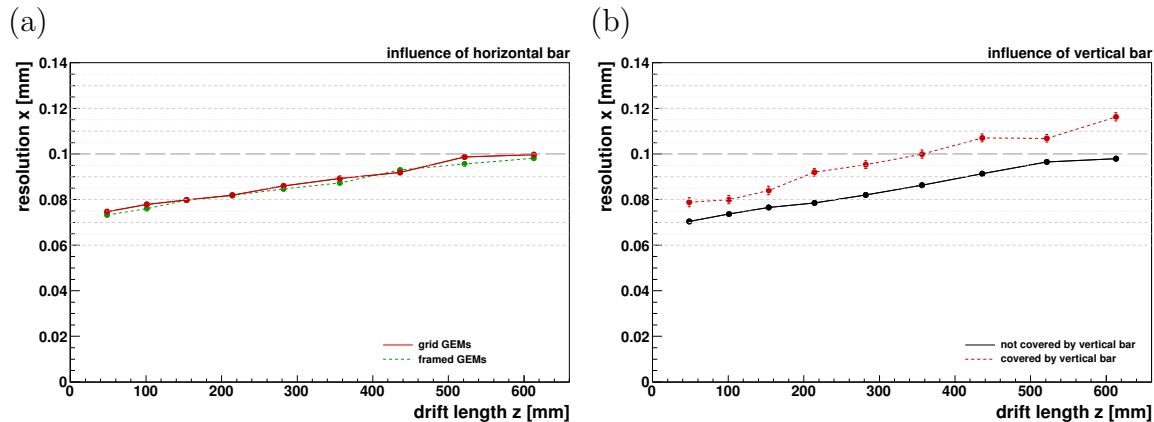 (a)
influence of horizontal bar
resolution x [mm]
0.14
0.12
0.1
0.08
0.06
0.04
0.02
0
grid GEMs
framed GEMs
0 100 200 300 400 500 600
drift length z [mm]
(b)
influence of vertical bar
resolution x [mm]
0.14
0.12
0.1
0.08
0.06
0.04
0.02
0
not covered by vertical bar
covered by vertical bar
0 100 200 300 400 500 600
drift length z [mm]